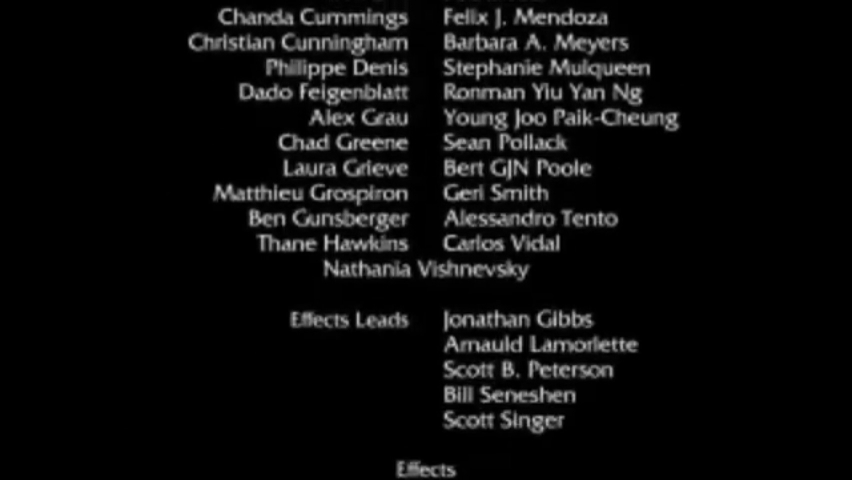 Chanda Cummings Felix J. Mendoza
Christian Cunningham Barbara A. Meyers
Philippe Denis Stephanie Mulqueen
Dado Feigenblatt Ronman Yiu Yan Ng
Alex Grau Young Joo Paik-Cheung
Chad Greene Sean Pollack
Laura Grieve Bert GJN Poole
Matthieu Grospiron Geri Smith
Ben Gunsberger Alessandro Tento
Thane Hawkins Carlos Vidal
Nathania Vishnevsky
Effects Leads Jonathan Gibbs
Arnauld Lamorlette
Scott B. Peterson
Bill Seneshen
Scott Singer
Effects